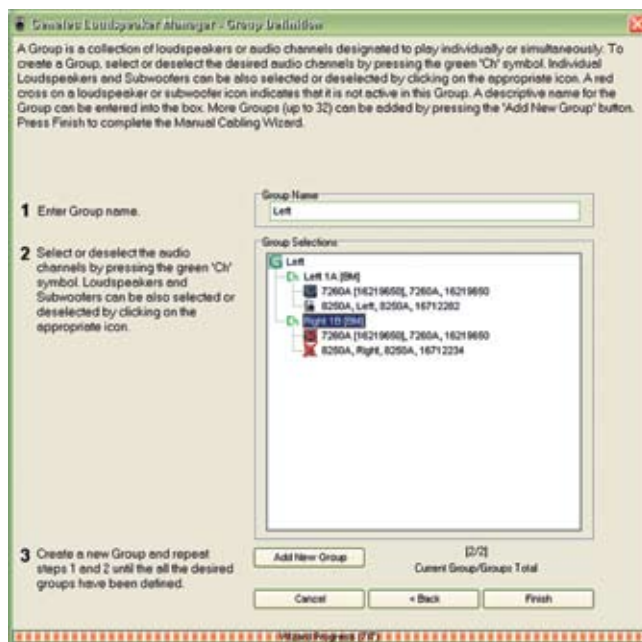 Genelec Loudspeaker Manager - Group Definition
A Group is a collection of loudspeakers or audio channels designated to play individually or simultaneously. To
create a Group, select or deselect the desired audio channels by pressing the green 'Ch' symbol. Individual
Loudspeakers and Subwoofers can be also selected or deselected by clicking on the appropriate icon. A red
cross on a loudspeaker or subwoofer icon indicates that it is not active in this Group. A descriptive name for the
Group can be entered into the box. More Groups (up to 32) can be added by pressing the 'Add New Group' button.
Press Finish to complete the Manual Cabling Wizard.
1 Enter Group name.
Group Name
Left
2 Select or deselect the audio
channels by pressing the green 'Ch'
symbol. Loudspeakers and
Subwoofers can be also selected or
deselected by clicking on the
appropriate icon.
Group Selections
G Left
Ch Left 1A [BM]
7260A [16219650], 7260A, 16219650
8250A, Left, 8250A, 16712282
Ch Right 1B [BM]
7260A [16219650], 7260A, 16219650
8250A, Right, 8250A, 16712234
3 Create a new Group and repeat
steps 1 and 2 until the all the desired
groups have been defined.
Add New Group
[2/2]
Current Group/Groups Total
Cancel
< Back
Finish
Wizard Progress (7/7)